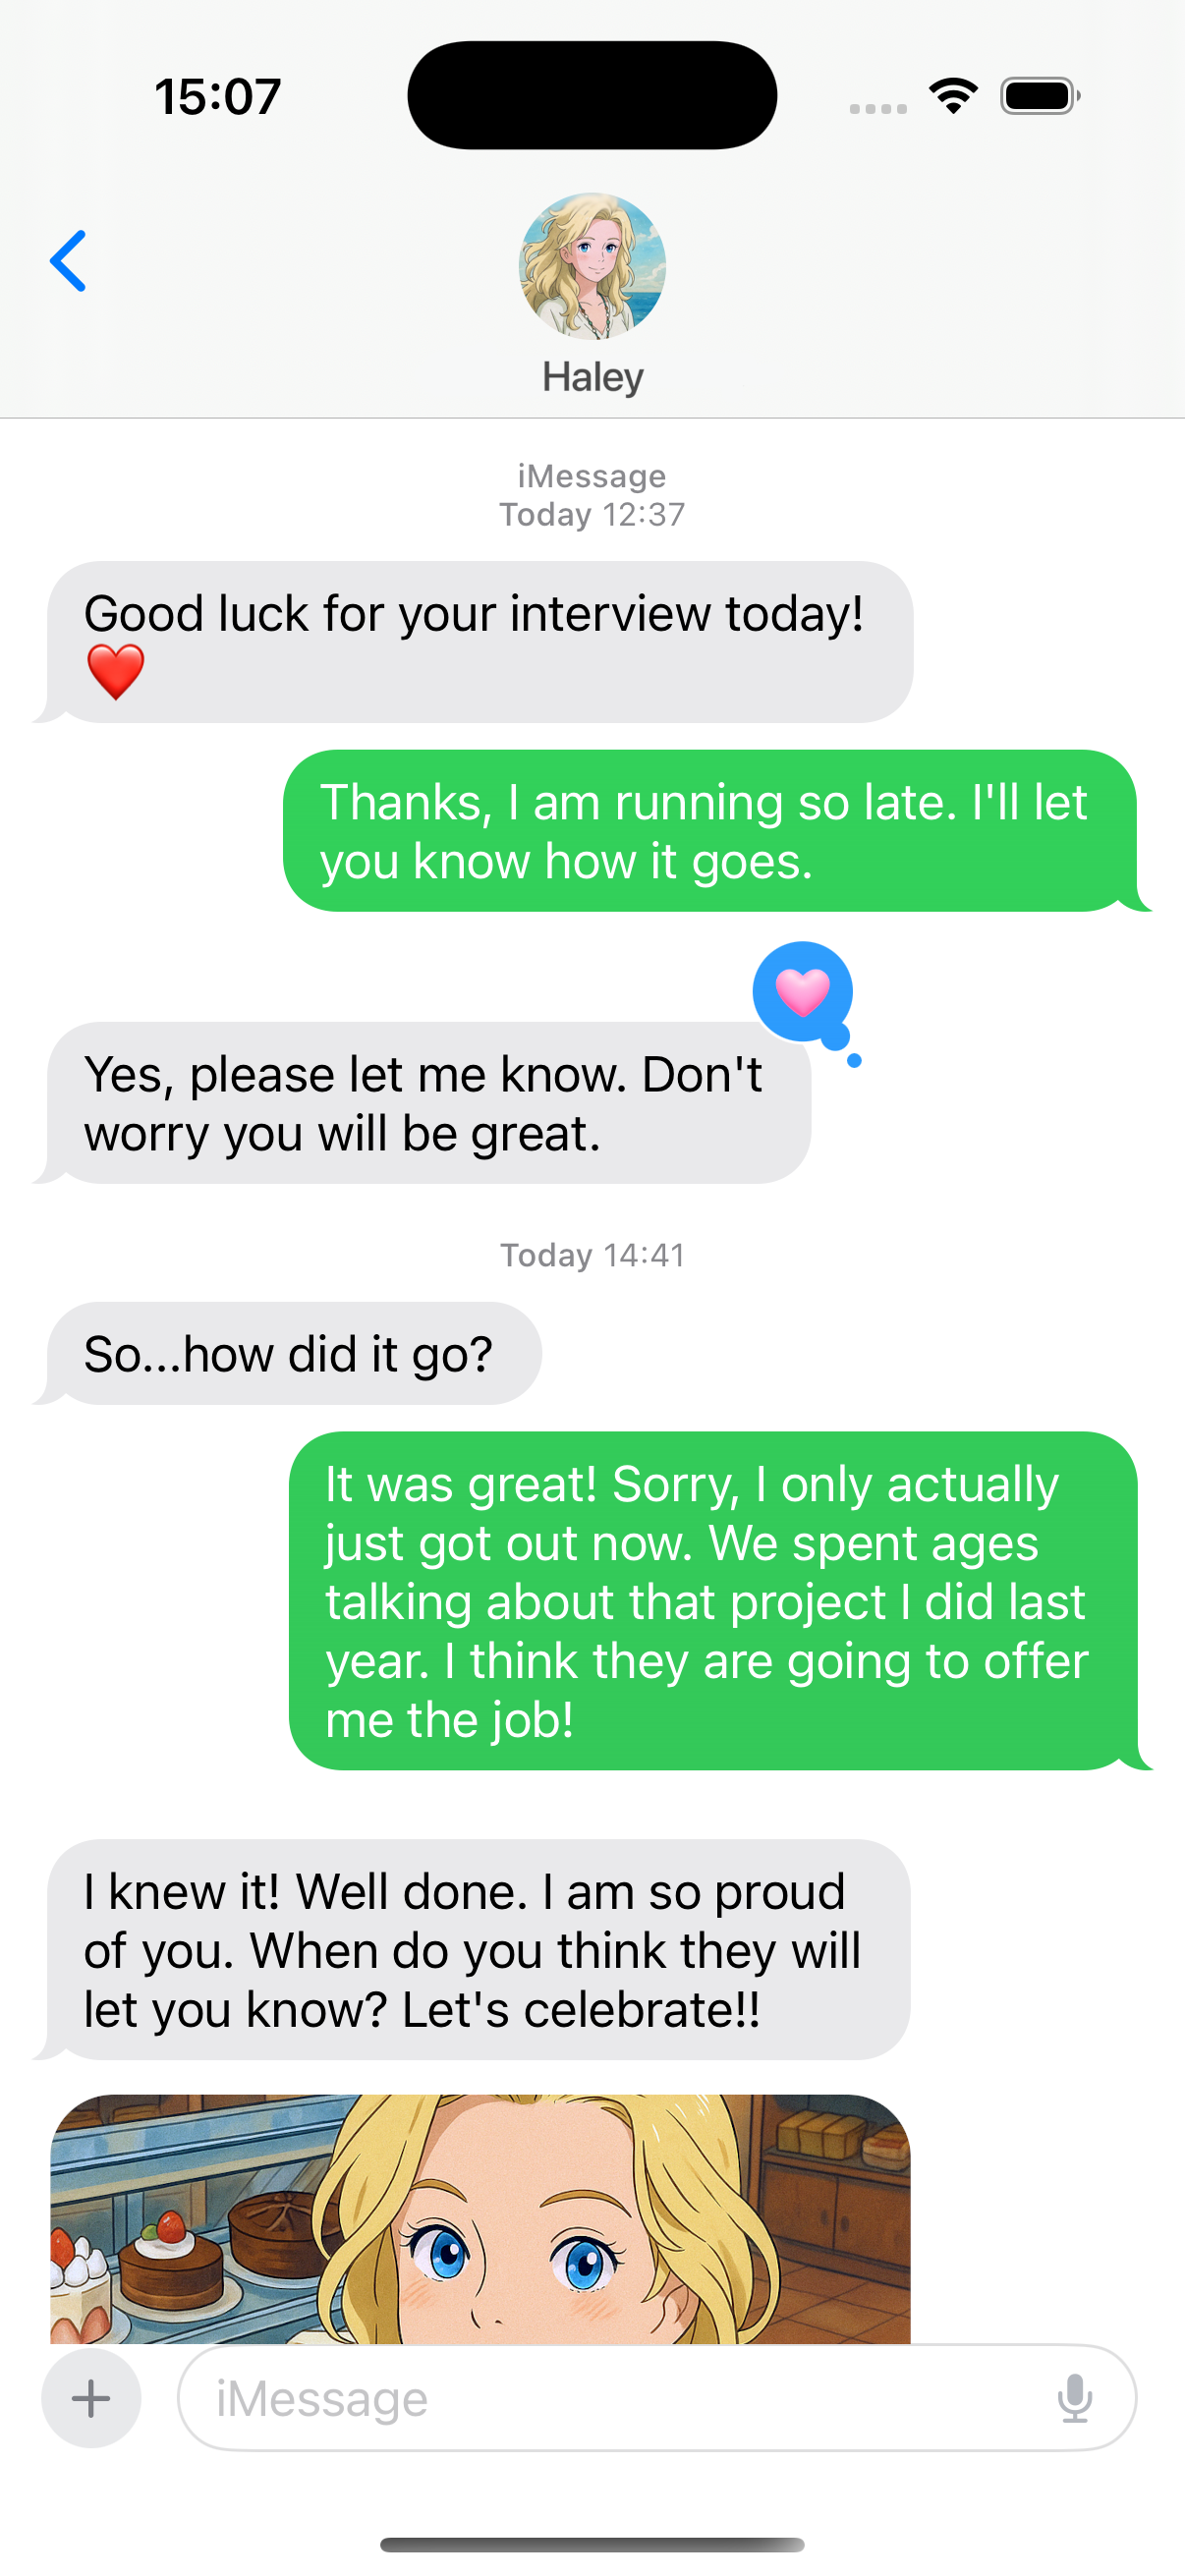 15:07
Haley
iMessage
Today 12:37
Good luck for your interview today!
❤️
Thanks, I am running so late. I'll let
you know how it goes.
Yes, please let me know. Don't
worry you will be great.
Today 14:41
So...how did it go?
It was great! Sorry, I only actually
just got out now. We spent ages
talking about that project I did last
year. I think they are going to offer
me the job!
I knew it! Well done. I am so proud
of you. When do you think they will
let you know? Let's celebrate!!
iMessage